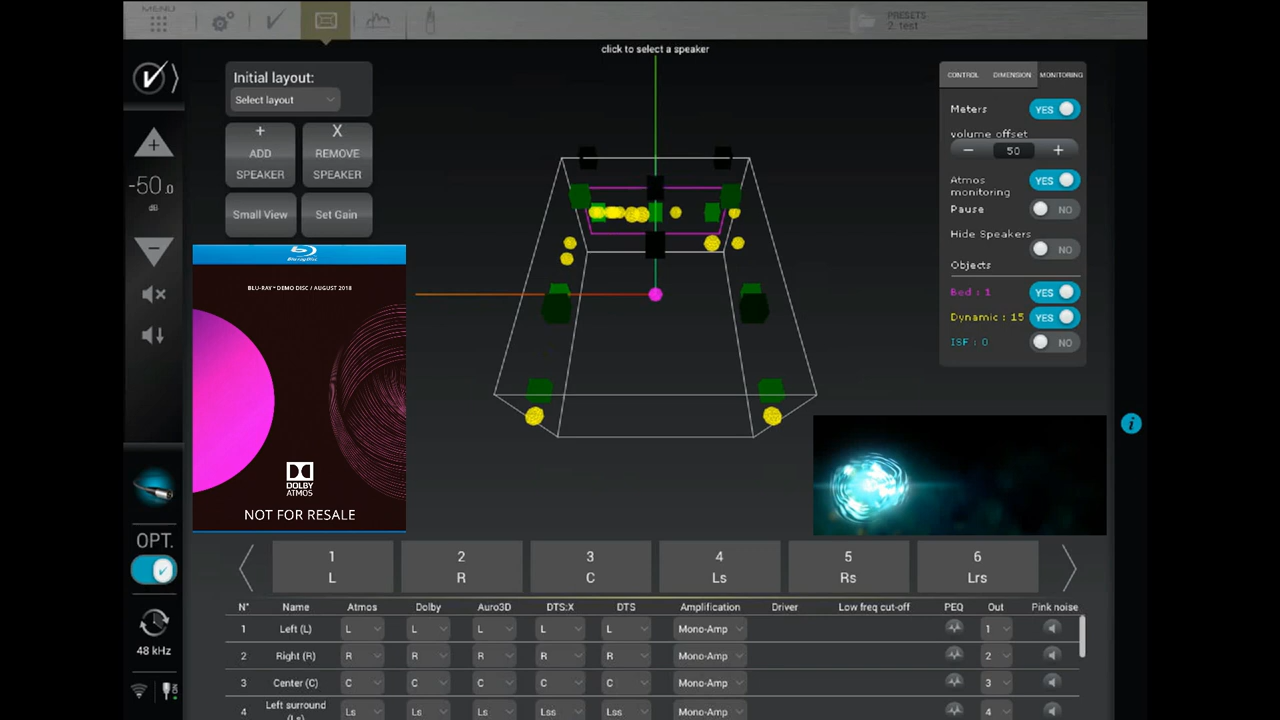 MENU
PRESETS
2. test
click to select a speaker
Initial layout:
Select layout
+
ADD
SPEAKER
X
REMOVE
SPEAKER
Small View
Set Gain
CONTROL DIMENSION MONITORING
Meters YES
volume offset
− 50 +
Atmos
monitoring YES
Pause NO
Hide Speakers
NO
Objects
Bed : 1 YES
Dynamic : 15 YES
ISF : 0 NO
+
-50.0
dB
−
Blu-ray Disc
BLU-RAY™ DEMO DISC / AUGUST 2018
DOLBY
ATMOS
NOT FOR RESALE
i
OPT.
48 kHz
ON
1 2 3 4 5 6
L R C Ls Rs Lrs
N° Name Atmos Dolby Auro3D DTS:X DTS Amplification Driver Low freq cut-off PEQ Out Pink noise
1 Left (L) L L L L L Mono-Amp 1
2 Right (R) R R R R R Mono-Amp 2
3 Center (C) C C C C C Mono-Amp 3
4 Left surround (Ls) Ls Ls Ls Lss Lss Mono-Amp 4